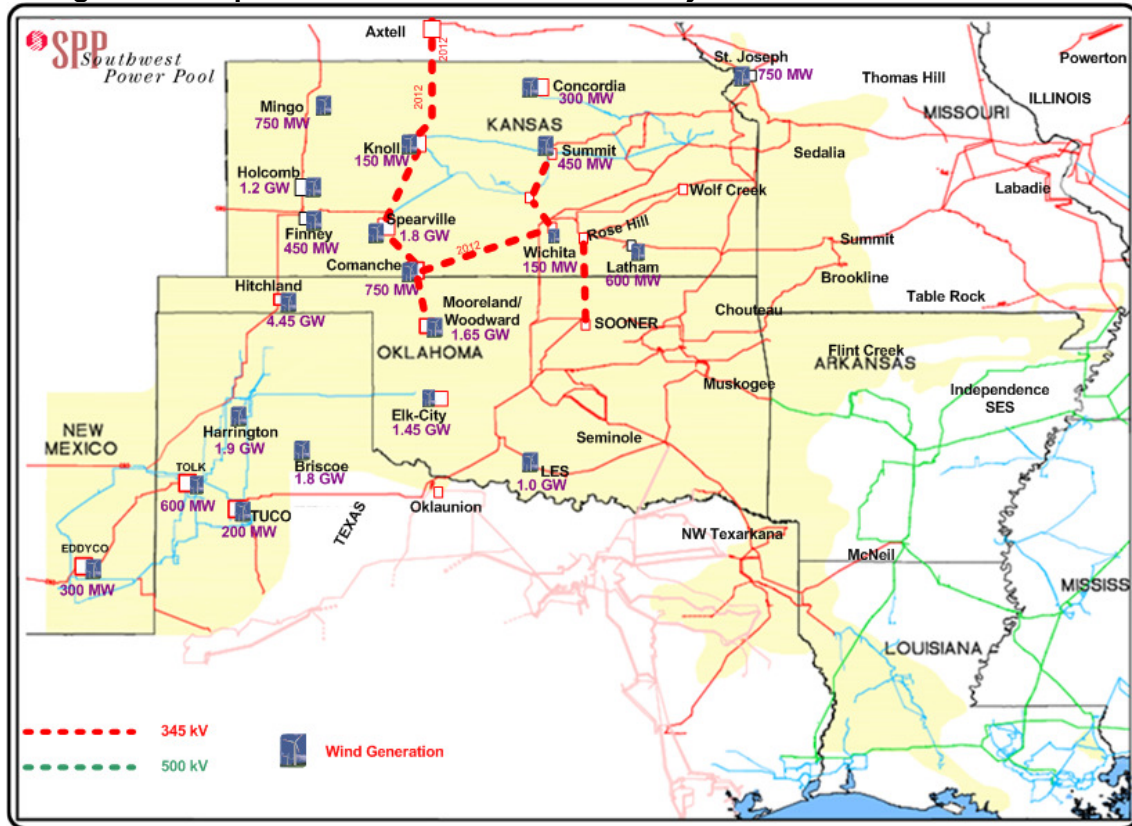 SPP
Southwest
Power Pool
Axtell
2012
2012
St. Joseph
750 MW
Thomas Hill
Powerton
ILLINOIS
MISSOURI
Concordia
300 MW
Mingo
750 MW
KANSAS
Knoll
150 MW
Summit
450 MW
Sedalia
Holcomb
1.2 GW
Wolf Creek
Labadie
Finney
450 MW
Spearville
1.8 GW
Rose Hill
Wichita
150 MW
Latham
600 MW
Summit
2012
Comanche
750 MW
Brookline
Hitchland
4.45 GW
Mooreland/
Woodward
1.65 GW
Table Rock
Chouteau
SOONER
OKLAHOMA
Flint Creek
ARKANSAS
Muskogee
Independence
SES
Elk-City
1.45 GW
NEW
MEXICO
Harrington
1.9 GW
Seminole
Briscoe
1.8 GW
LES
1.0 GW
TOLK
600 MW
TUCO
200 MW
TEXAS
Oklaunion
NW Texarkana
McNeil
EDDYCO
300 MW
MISSISS
LOUISIANA
345 kV
500 kV
Wind Generation